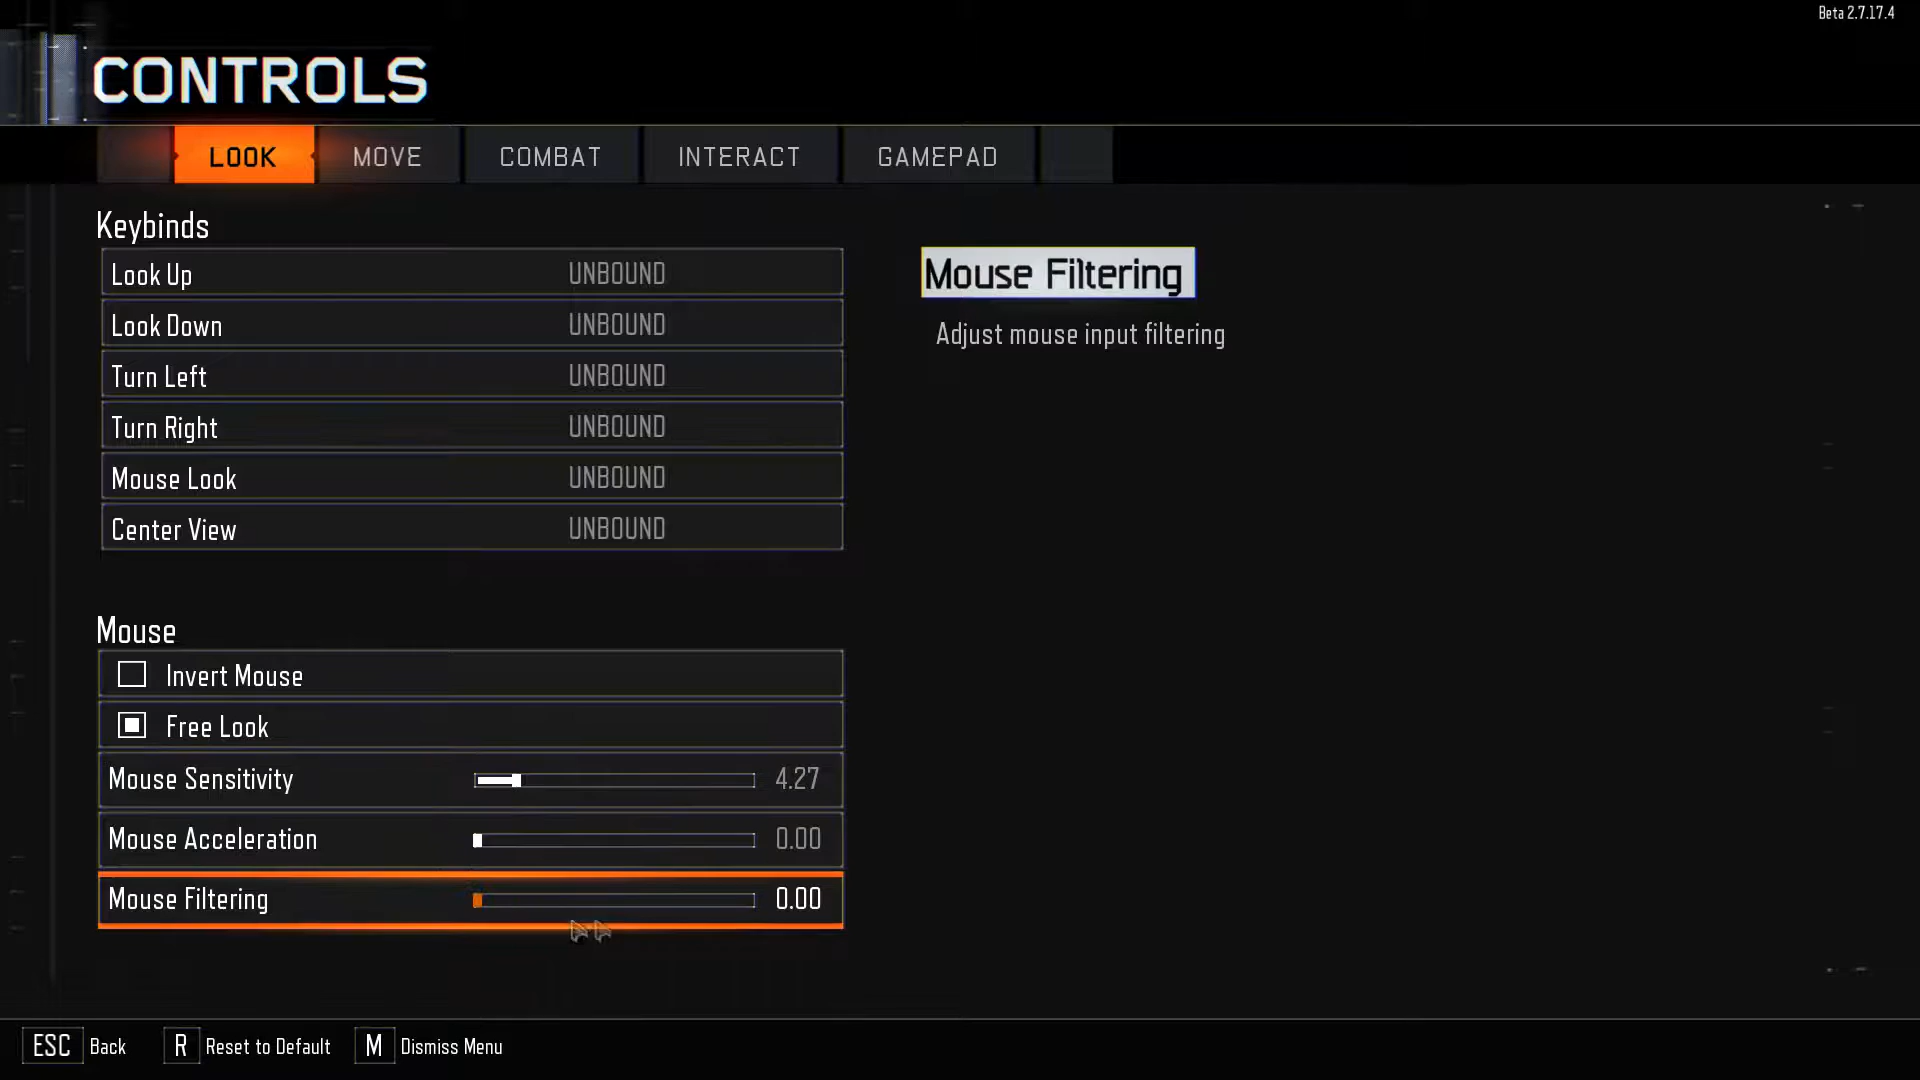 Beta 2.7.17.4
CONTROLS
LOOK MOVE COMBAT INTERACT GAMEPAD
Keybinds
Look Up UNBOUND
Look Down UNBOUND
Turn Left UNBOUND
Turn Right UNBOUND
Mouse Look UNBOUND
Center View UNBOUND
Mouse
Invert Mouse
Free Look
Mouse Sensitivity 4.27
Mouse Acceleration 0.00
Mouse Filtering 0.00
Mouse Filtering
Adjust mouse input filtering
ESC Back R Reset to Default M Dismiss Menu